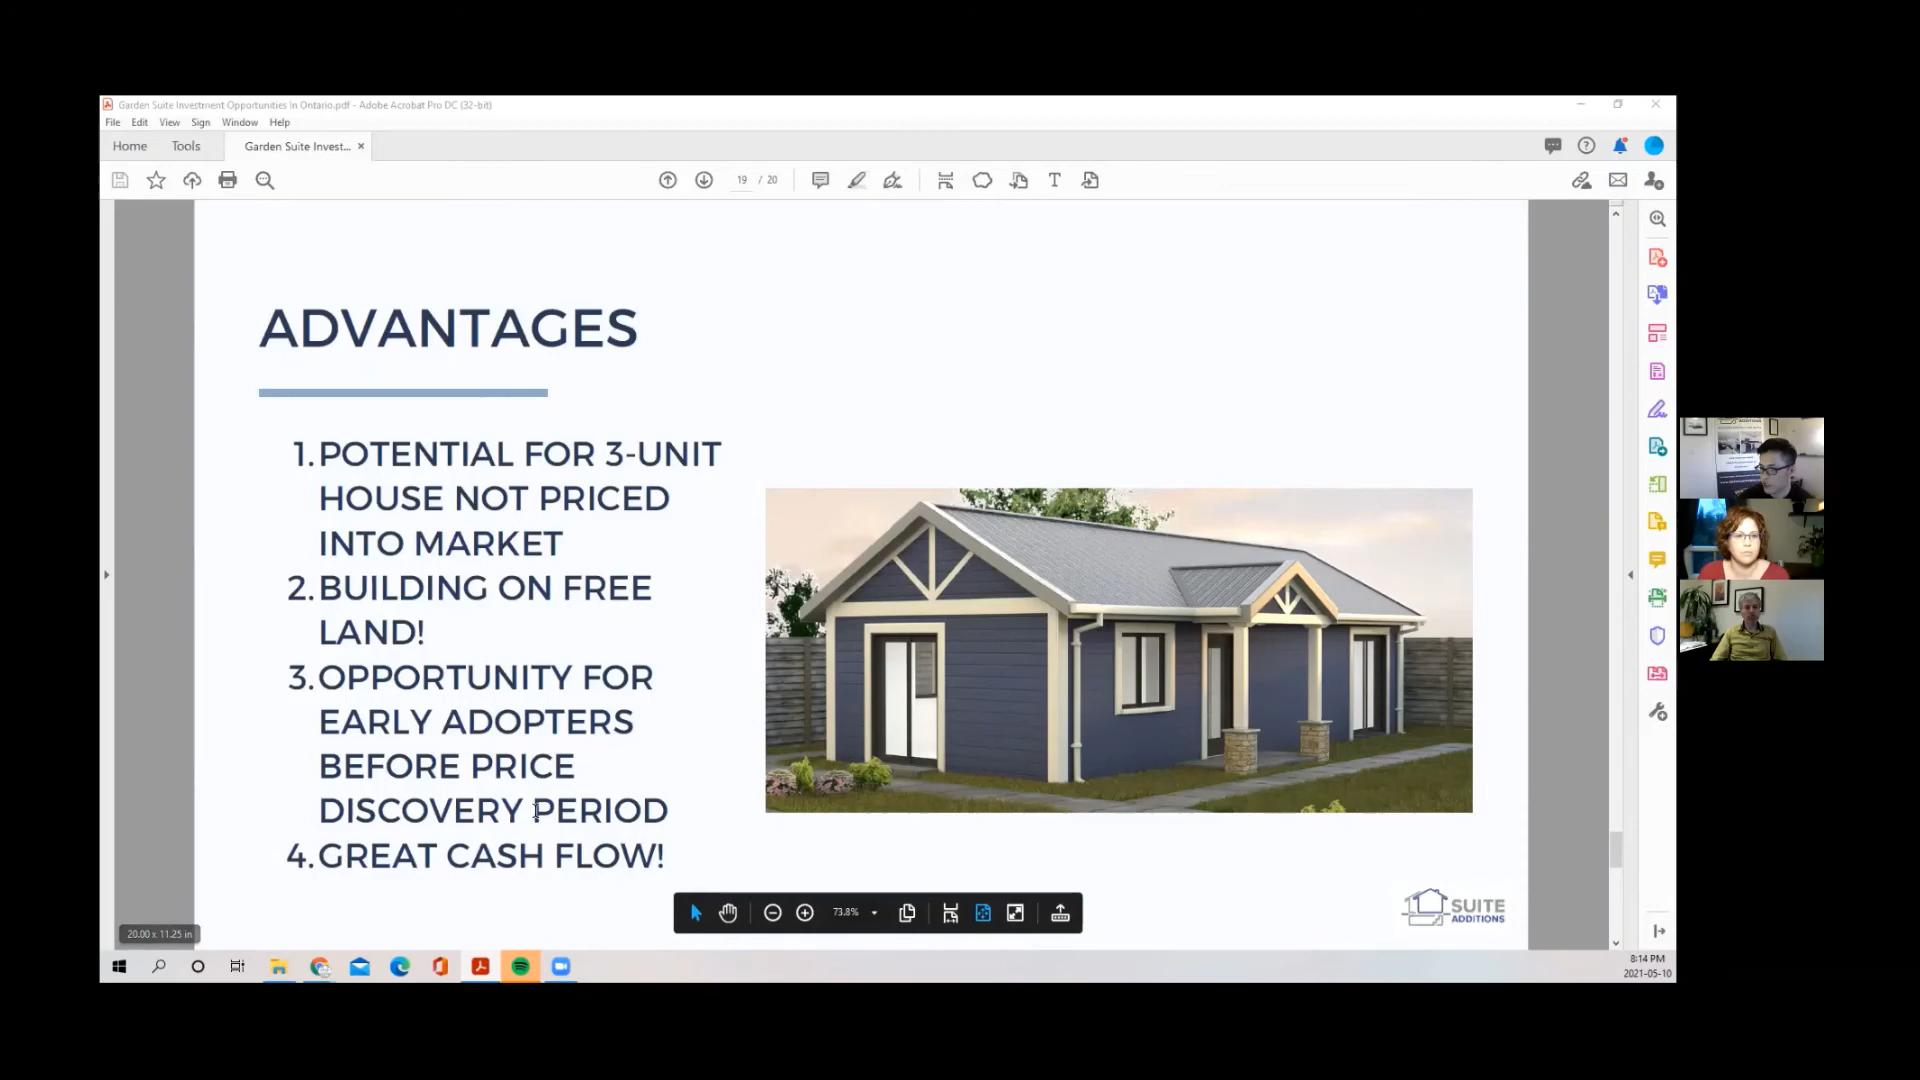 Garden Suite Investment Opportunities in Ontario.pdf - Adobe Acrobat Pro DC (32-bit)
File Edit View Sign Window Help
Home Tools Garden Suite Invest... ×
19 / 20
ADVANTAGES
1. POTENTIAL FOR 3-UNIT
HOUSE NOT PRICED
INTO MARKET
2. BUILDING ON FREE
LAND!
3. OPPORTUNITY FOR
EARLY ADOPTERS
BEFORE PRICE
DISCOVERY PERIOD
4. GREAT CASH FLOW!
73.8%
SUITE
ADDITIONS
20.00 x 11.25 in
8:14 PM
2021-05-10